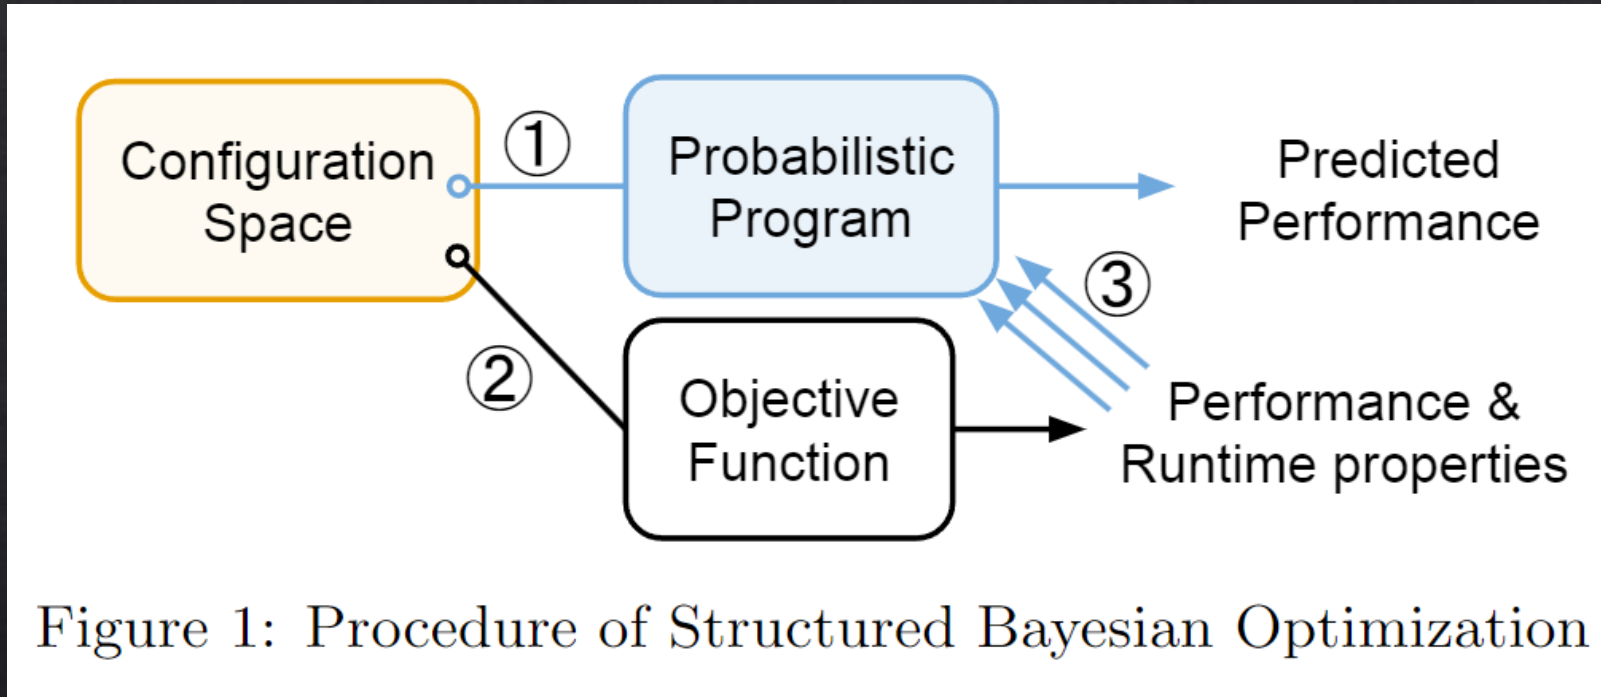 Configuration
Space
①
Probabilistic
Program
Predicted
Performance
②
Objective
Function
③
Performance &
Runtime properties
Figure 1: Procedure of Structured Bayesian Optimization